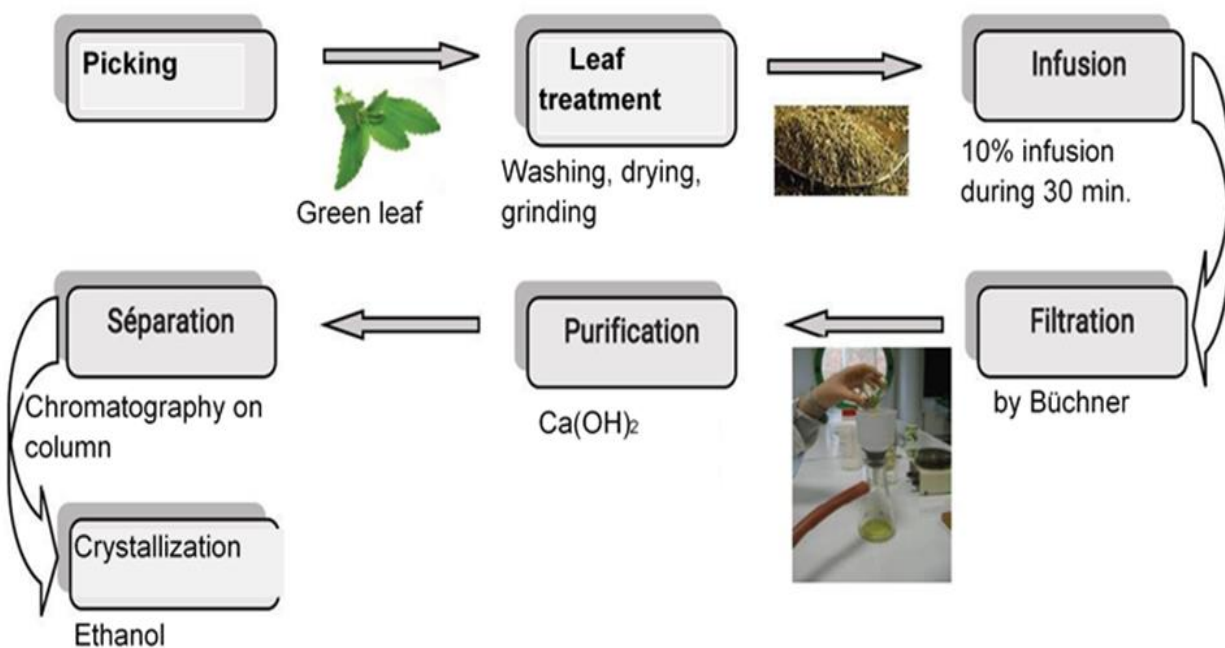 Picking
Green leaf
Leaf
treatment
Washing, drying,
grinding
Infusion
10% infusion
during 30 min.
Filtration
by Büchner
Purification
Ca(OH)₂
Séparation
Chromatography on
column
Crystallization
Ethanol